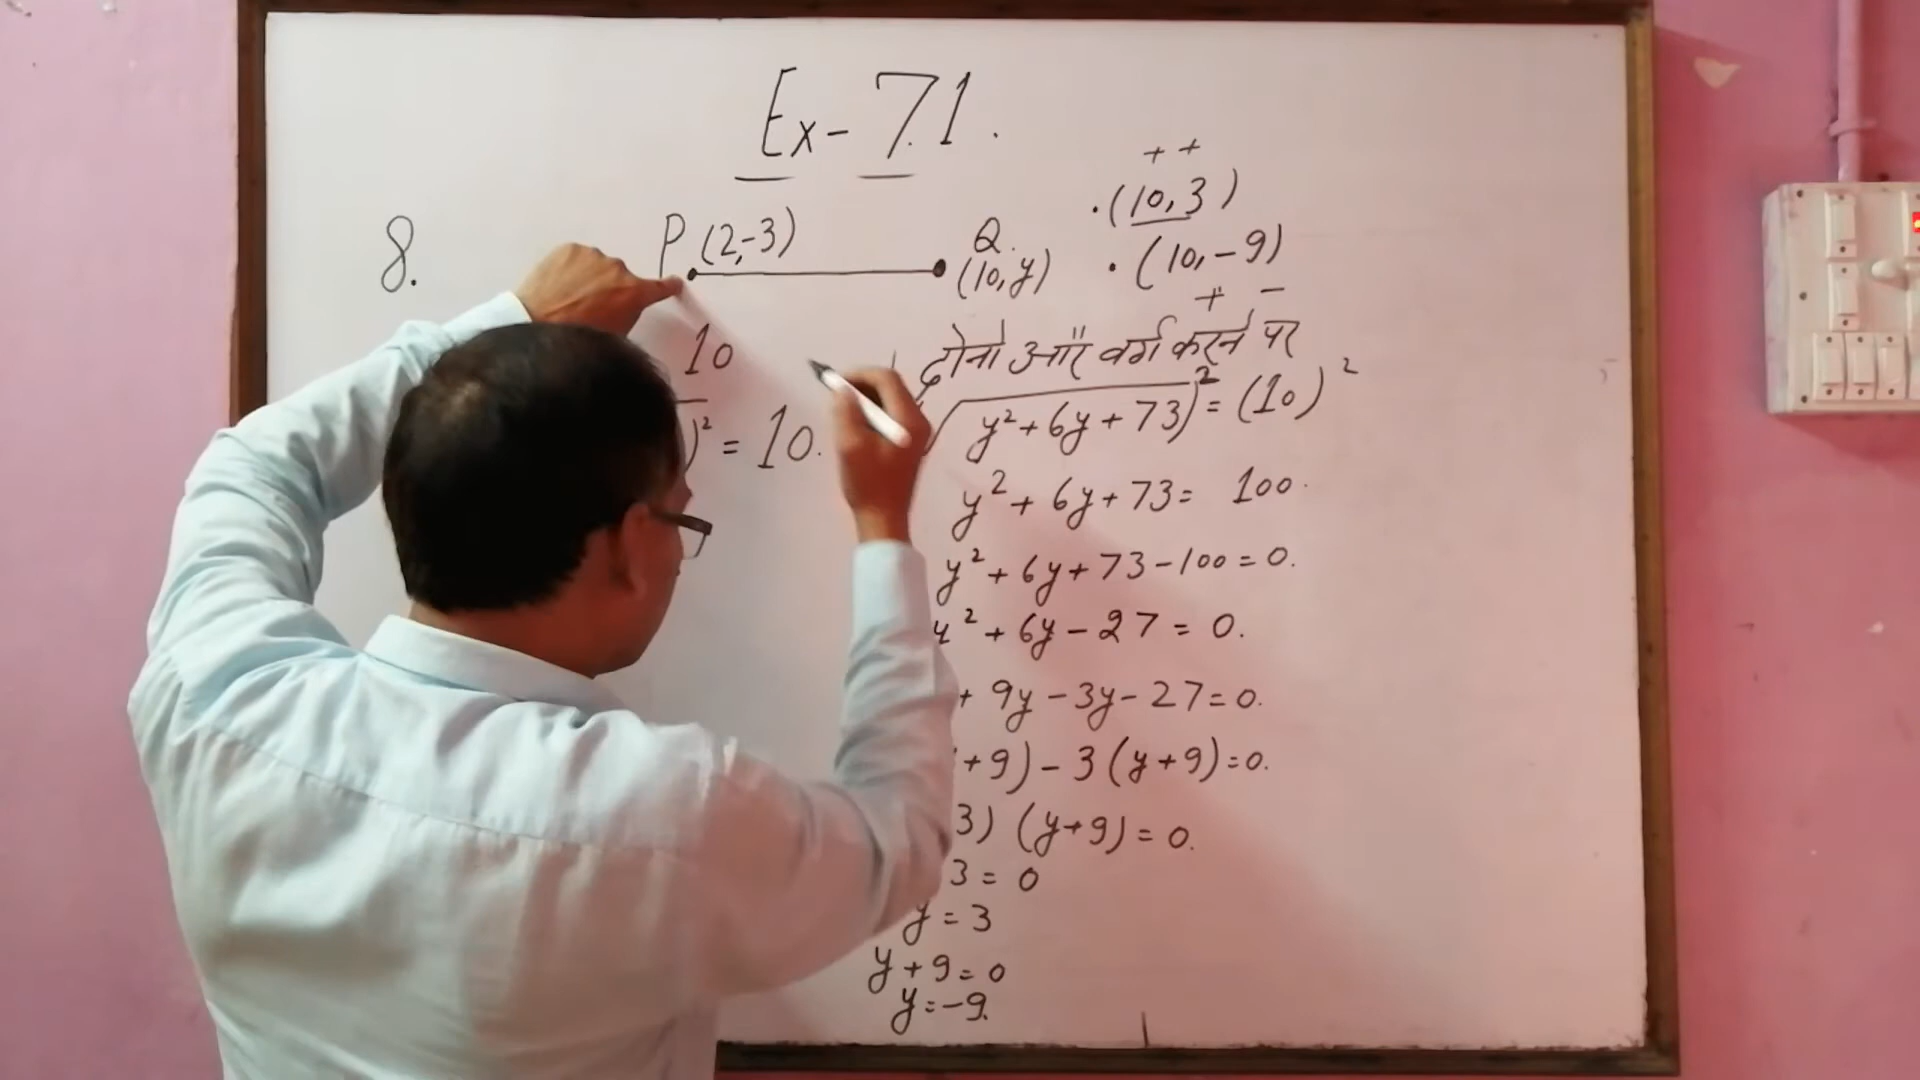 Ex-7.1.
8.
P (2,-3)
Q.
(10,y)
+ +
.(10,3)
.(10,-9)
+ -
10
)² = 10.
दोनो ओर वर्ग करने पर
√(y²+6y+73)² = (10)²
y²+6y+73= 100.
y²+6y+73-100=0.
y²+6y-27=0.
+9y-3y-27=0.
+9)-3(y+9)=0.
3) (y+9)=0.
3=0
y=3
y+9=0
y=-9.